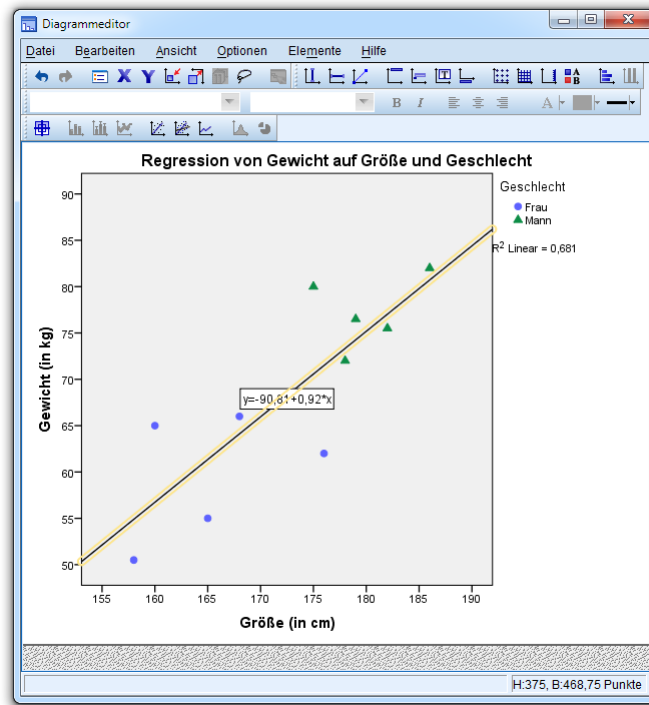 Diagrammeditor
Datei Bearbeiten Ansicht Optionen Elemente Hilfe
X Y
B I A
Regression von Gewicht auf Größe und Geschlecht
Geschlecht
Frau
Mann
R² Linear = 0,681
90
85
80
75
70
65
60
55
50
Gewicht (in kg)
y=-90,81+0,92*x
155 160 165 170 175 180 185 190
Größe (in cm)
H:375, B:468,75 Punkte